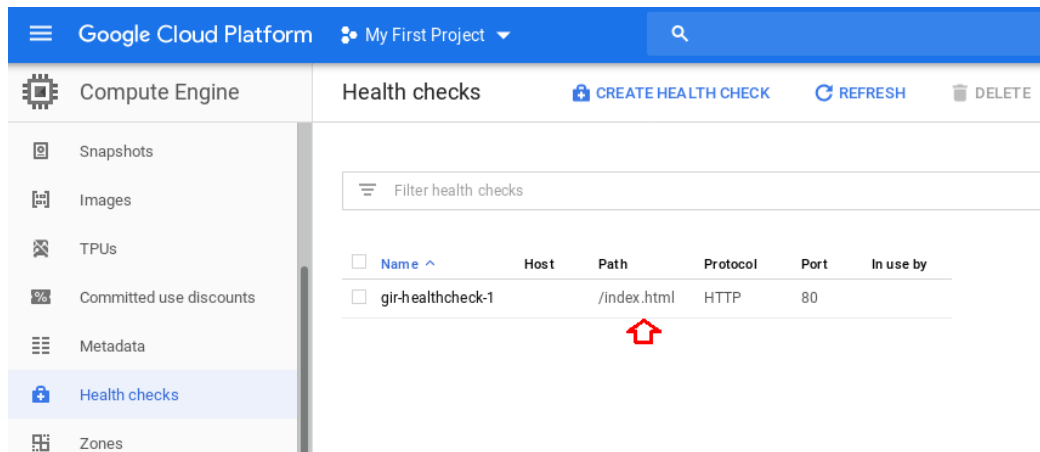 Google Cloud Platform My First Project
Compute Engine Health checks CREATE HEALTH CHECK REFRESH DELETE
Snapshots
Images
TPUs
Committed use discounts
Metadata
Health checks
Zones
Filter health checks
Name Host Path Protocol Port In use by
gir-healthcheck-1 /index.html HTTP 80